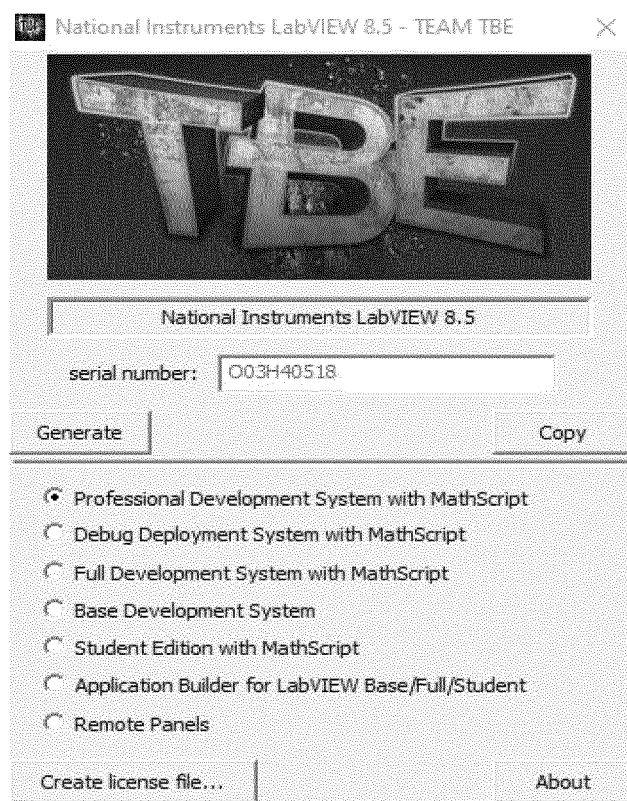 National Instruments LabVIEW 8.5 - TEAM TBE
TBE
National Instruments LabVIEW 8.5
serial number: O03H40518
Generate Copy
Professional Development System with MathScript
Debug Deployment System with MathScript
Full Development System with MathScript
Base Development System
Student Edition with MathScript
Application Builder for LabVIEW Base/Full/Student
Remote Panels
Create license file... About